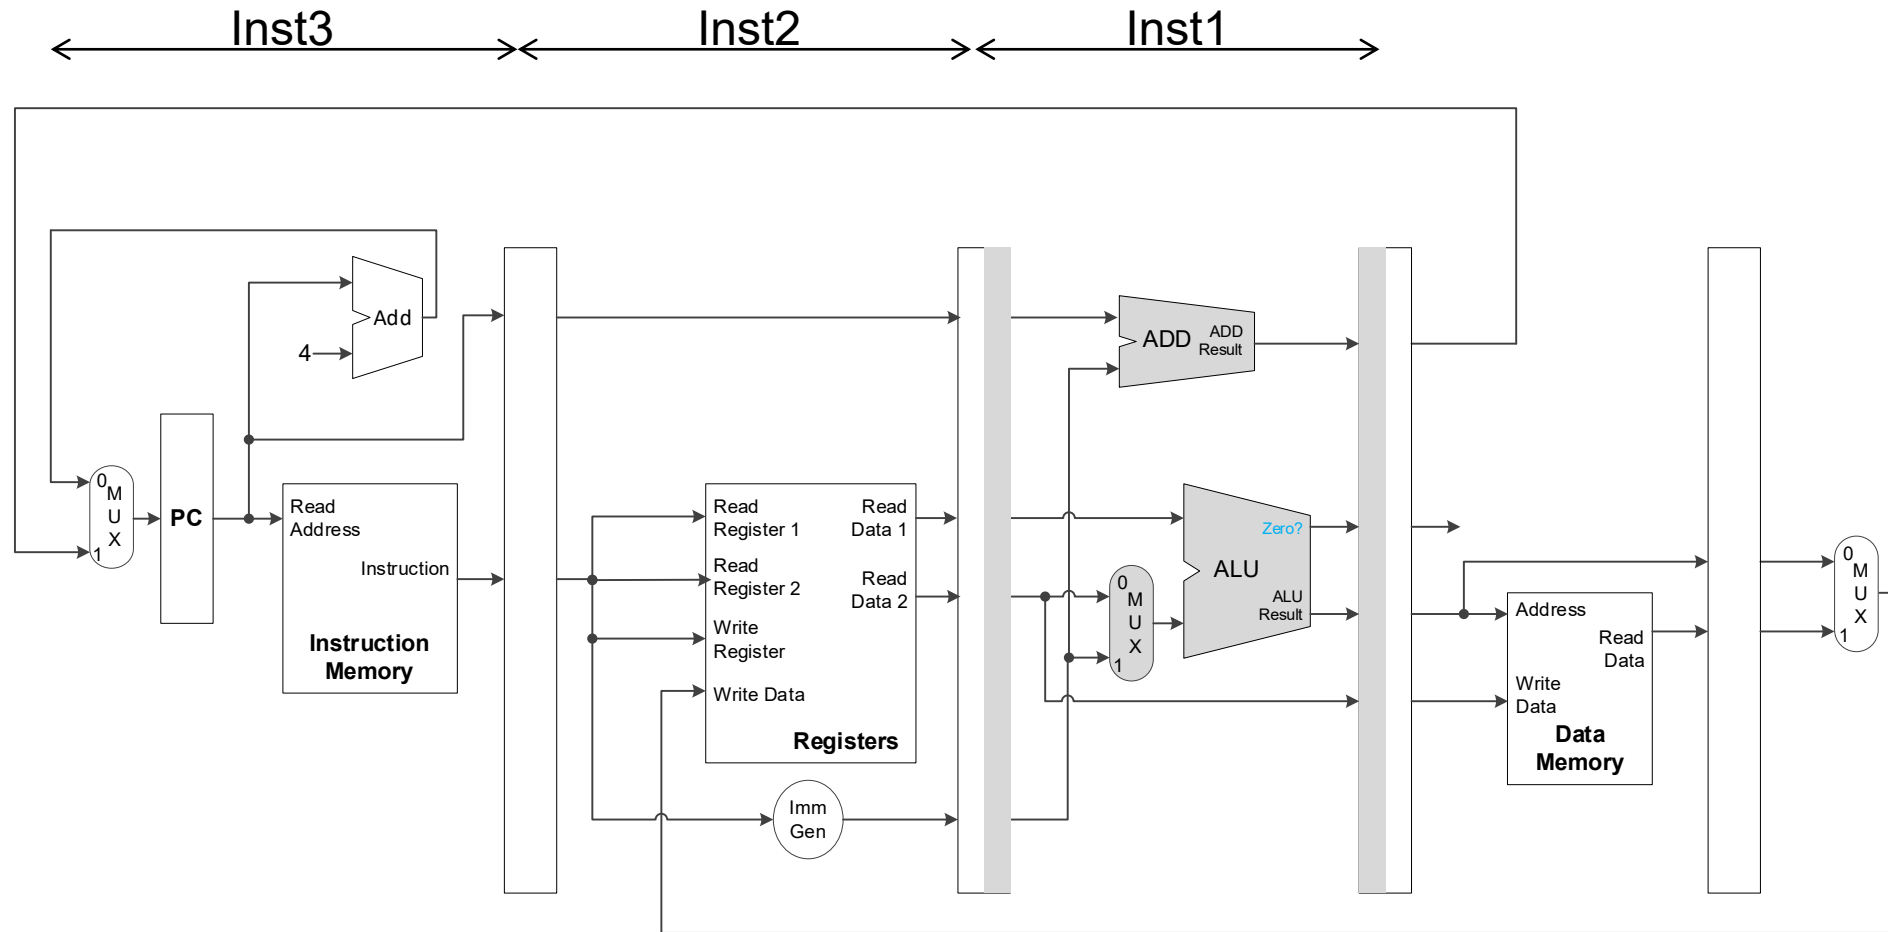 Inst3
Inst2
Inst1
Add
4
0
M
U
X
1
PC
Read
Address
Instruction
Instruction
Memory
Read
Register 1
Read
Register 2
Write
Register
Write Data
Read
Data 1
Read
Data 2
Registers
Imm
Gen
ADD
ADD
Result
0
M
U
X
1
Zero?
ALU
ALU
Result
Address
Read
Data
Write
Data
Data
Memory
0
M
U
X
1